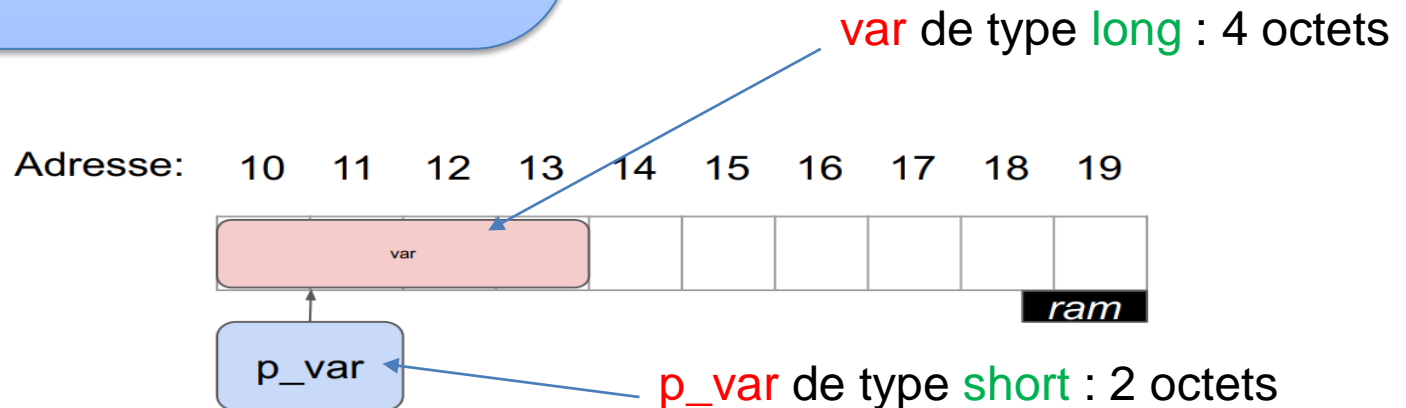 var de type long : 4 octets
Adresse: 10 11 12 13 14 15 16 17 18 19
var
ram
p_var
p_var de type short : 2 octets